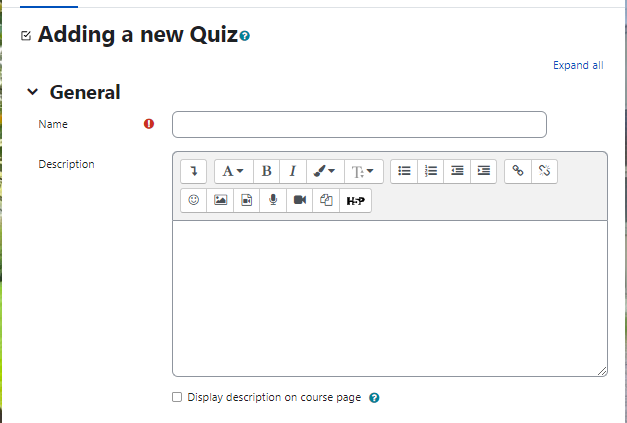 Adding a new Quiz
Expand all
General
Name
Description
A B I T
H-P
Display description on course page